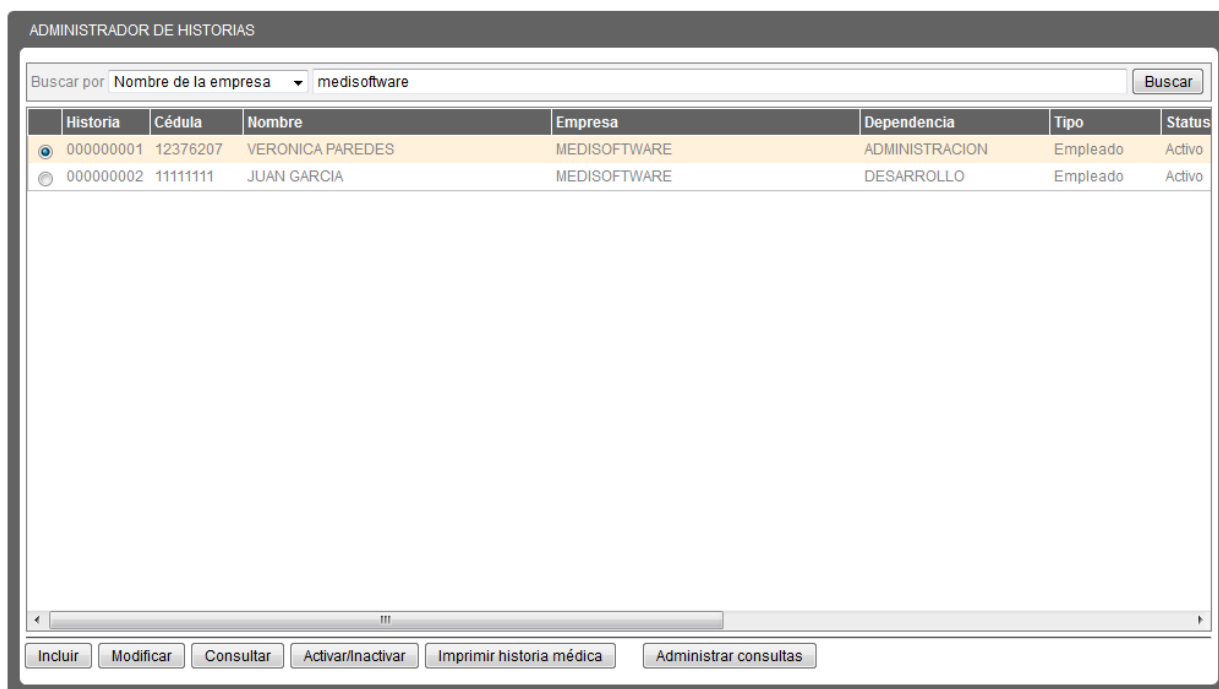 ADMINISTRADOR DE HISTORIAS
Buscar por Nombre de la empresa medisoftware Buscar
Historia Cédula Nombre Empresa Dependencia Tipo Status
000000001 12376207 VERONICA PAREDES MEDISOFTWARE ADMINISTRACION Empleado Activo
000000002 11111111 JUAN GARCIA MEDISOFTWARE DESARROLLO Empleado Activo
Incluir Modificar Consultar Activar/Inactivar Imprimir historia médica Administrar consultas